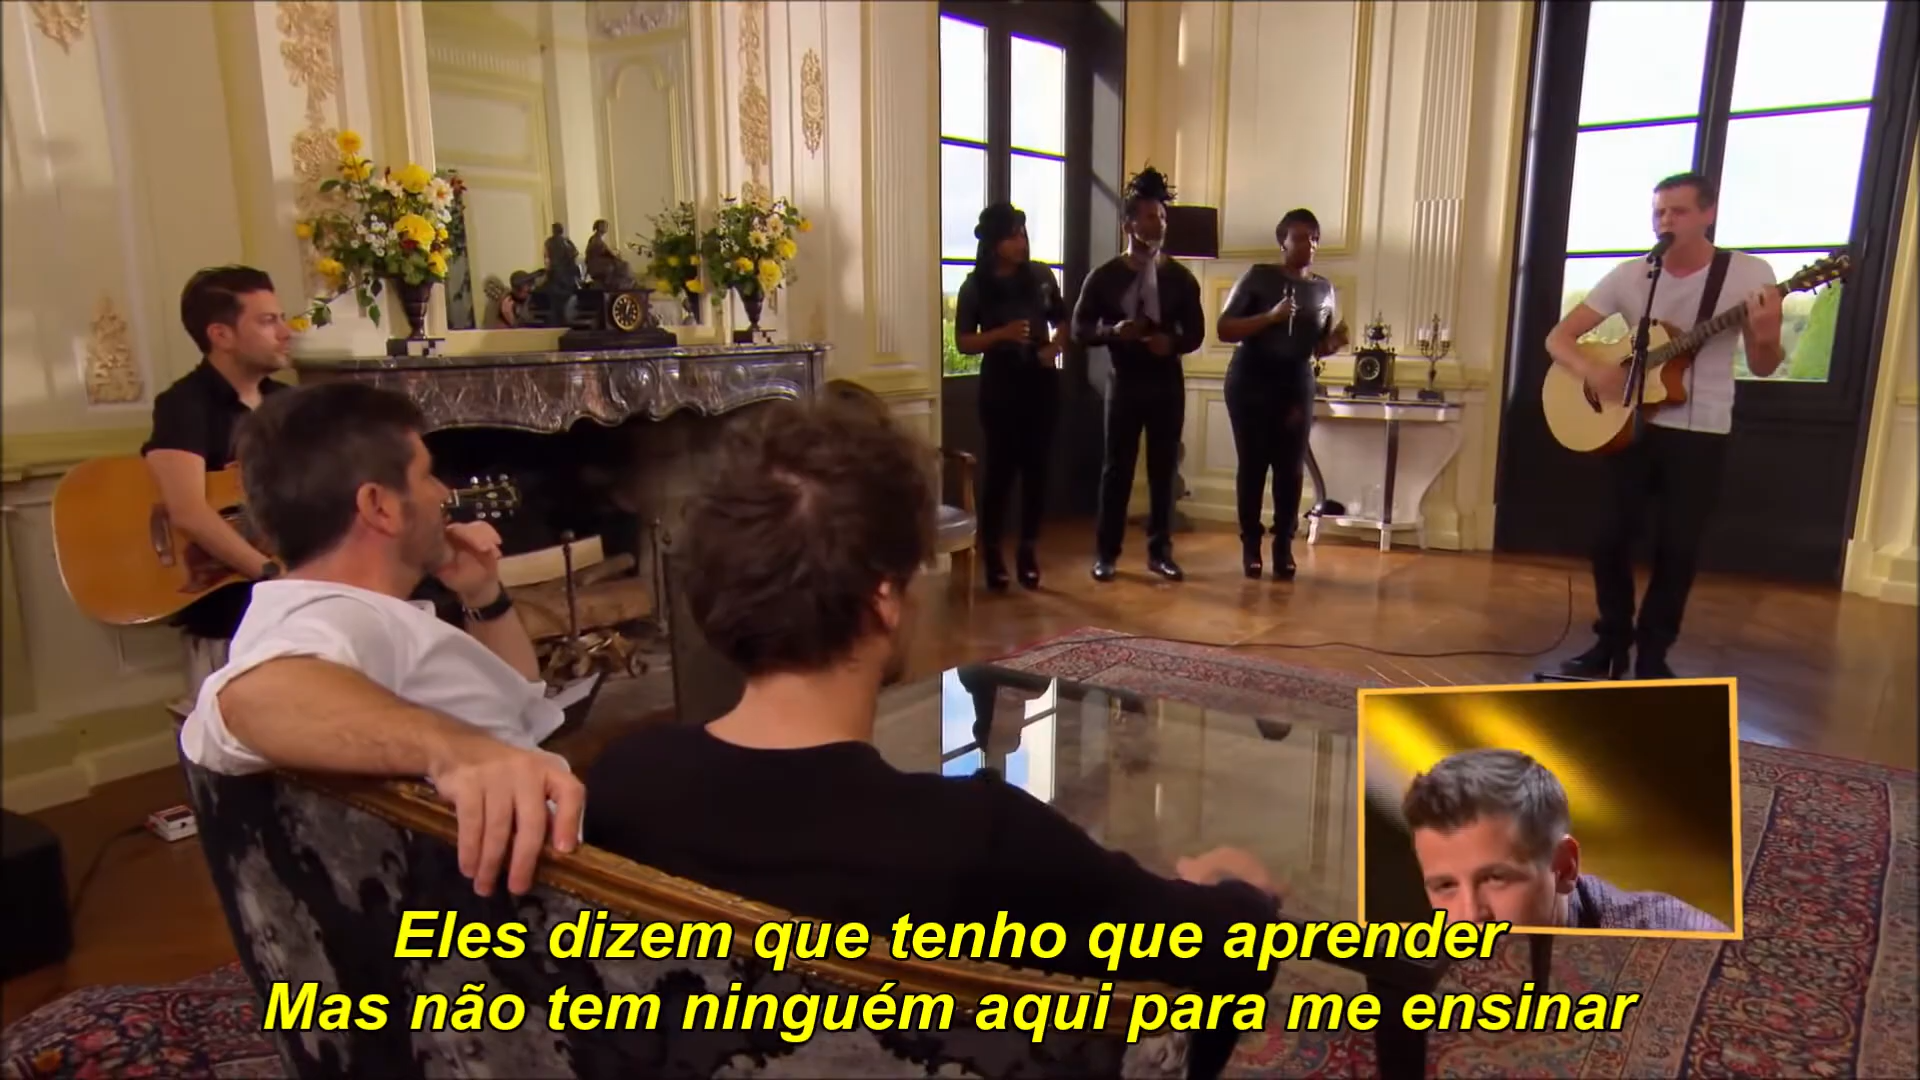 Eles dizem que tenho que aprender
Mas não tem ninguém aqui para me ensinar